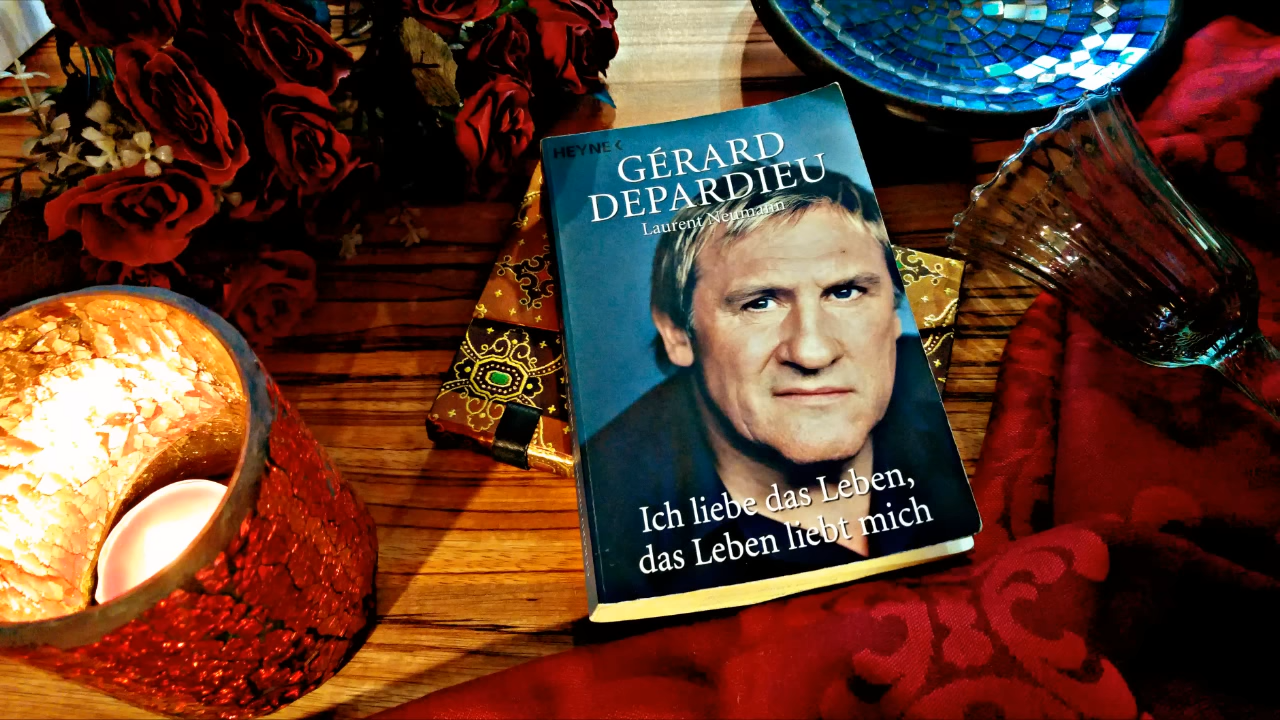 HEYNE<
GÉRARD
DEPARDIEU
Laurent Neumann
Ich liebe das Leben,
das Leben liebt mich